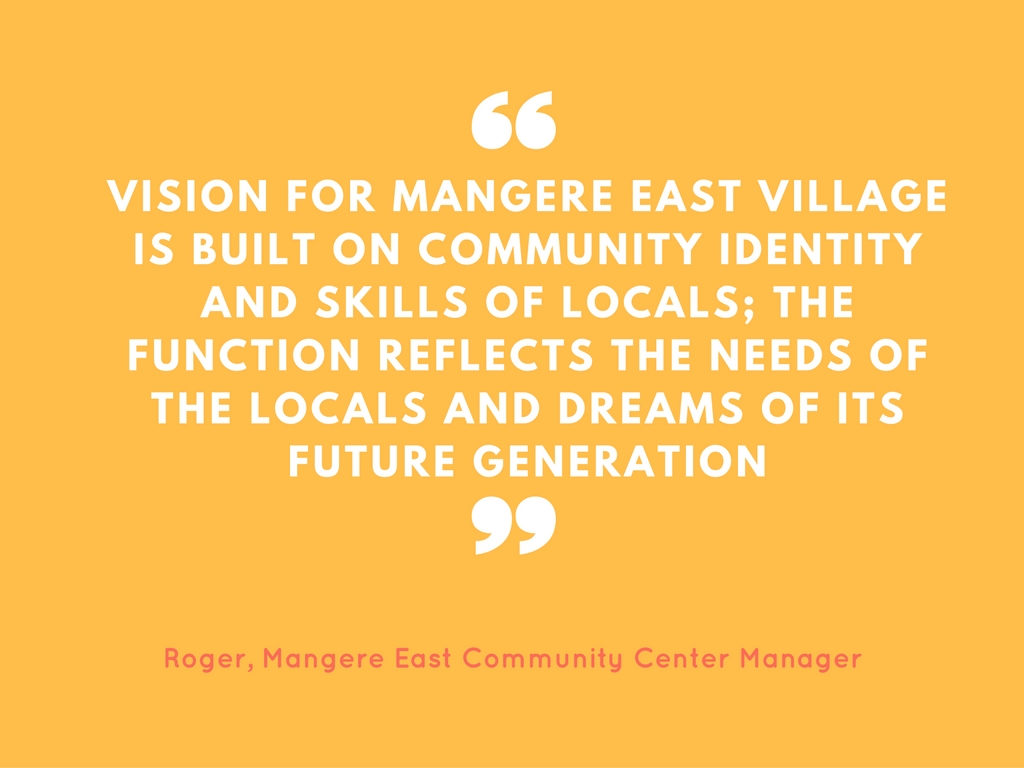 “
VISION FOR MANGERE EAST VILLAGE
IS BUILT ON COMMUNITY IDENTITY
AND SKILLS OF LOCALS; THE
FUNCTION REFLECTS THE NEEDS OF
THE LOCALS AND DREAMS OF ITS
FUTURE GENERATION
”
Roger, Mangere East Community Center Manager